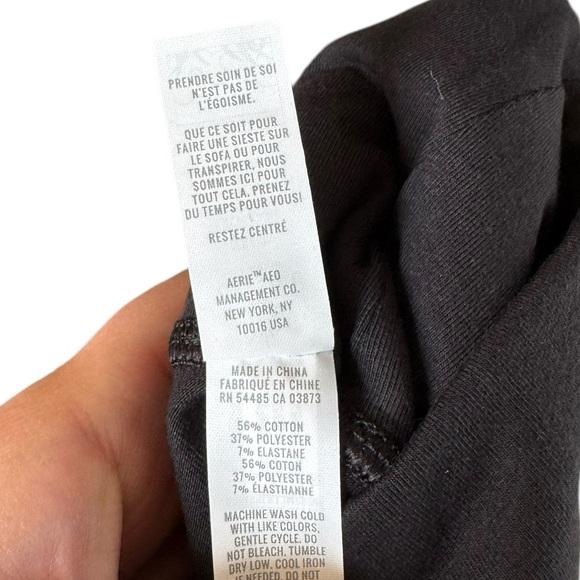 PRENDRE SOIN DE SOI
N'EST PAS DE
L'ÉGOISME.
QUE CE SOIT POUR
FAIRE UNE SIESTE SUR
LE SOFA OU POUR
TRANSPIRER, NOUS
SOMMES ICI POUR
TOUT CELA. PRENEZ
DU TEMPS POUR VOUS!
RESTEZ CENTRÉ
AERIE™AEO
MANAGEMENT CO.
NEW YORK, NY
10016 USA
MADE IN CHINA
FABRIQUÉ EN CHINE
RN 54485 CA 03873
56% COTTON
37% POLYESTER
7% ELASTANE
56% COTON
37% POLYESTER
7% ÉLASTHANNE
MACHINE WASH COLD
WITH LIKE COLORS,
GENTLE CYCLE. DO
NOT BLEACH. TUMBLE
DRY LOW. COOL IRON
IF NEEDED. DO NOT